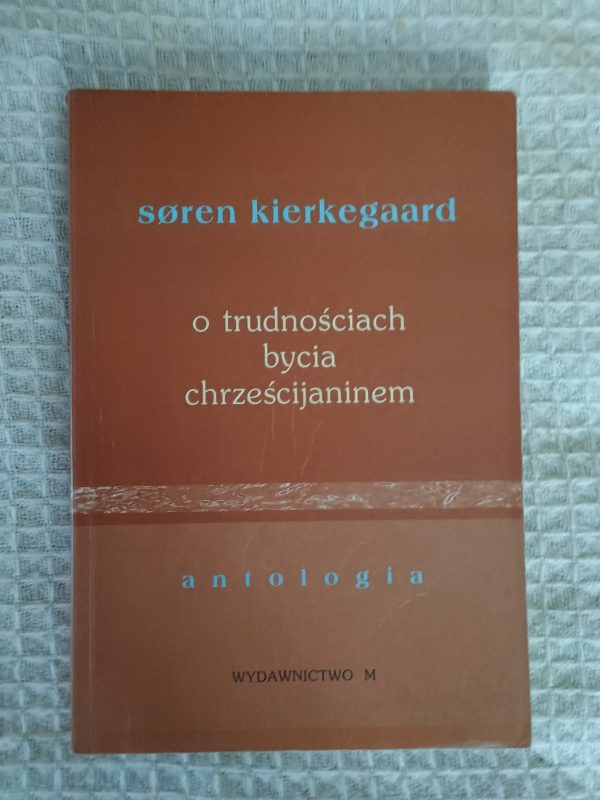 søren kierkegaard
o trudnościach
bycia
chrześcijaninem
antologia
WYDAWNICTWO M